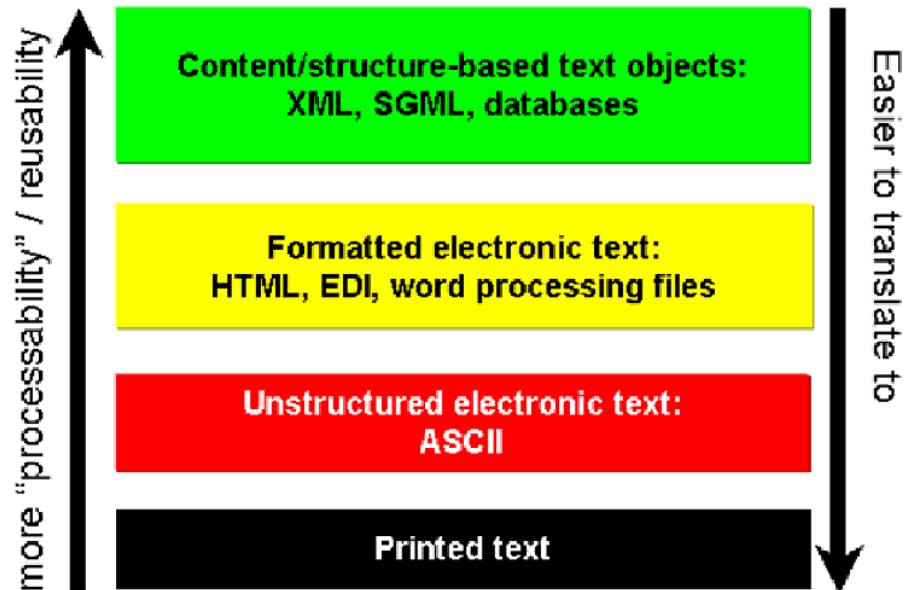 more "processability" / reusability
Content/structure-based text objects:
XML, SGML, databases
Formatted electronic text:
HTML, EDI, word processing files
Unstructured electronic text:
ASCII
Printed text
Easier to translate to